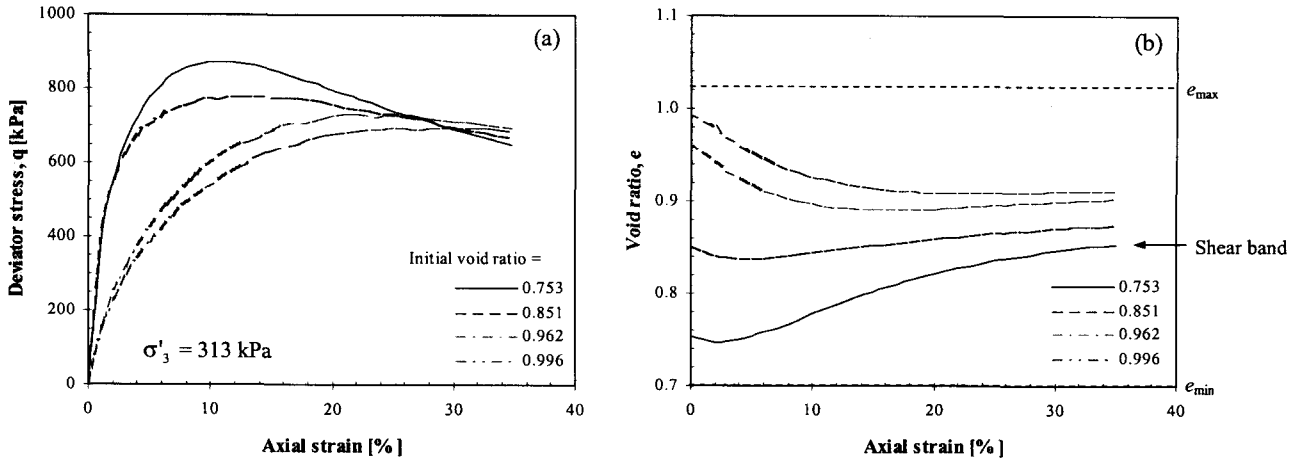 (a)
Deviator stress, q [kPa]
1000
800
600
400
200
0
Initial void ratio =
0.753
0.851
0.962
0.996
σ'3 = 313 kPa
0
10
20
30
40
Axial strain [%]
(b)
Void ratio, e
1.1
1.0
0.9
0.8
0.7
emax
Shear band
0.753
0.851
0.962
0.996
emin
0
10
20
30
40
Axial strain [%]